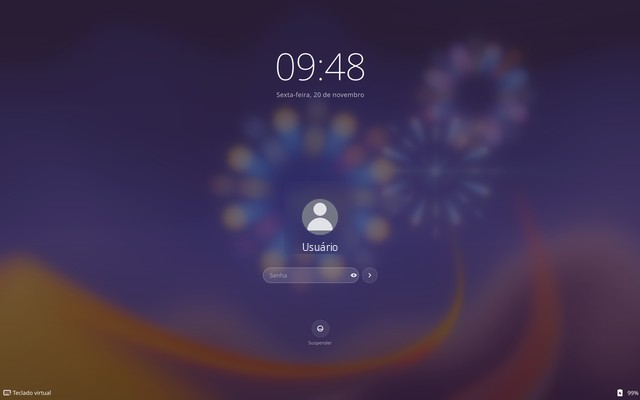 09:48
Sexta-feira, 20 de novembro
Usuário
Senha
Suspender
Teclado virtual
99%